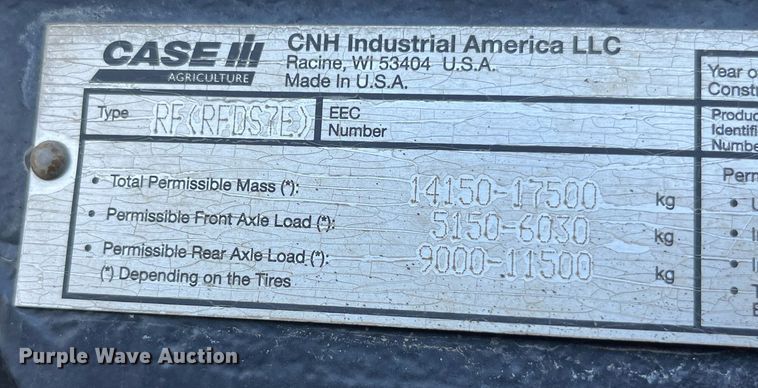 CASE III
AGRICULTURE
CNH Industrial America LLC
Racine, WI 53404 U.S.A.
Made in U.S.A.
Type RF(RFDS7E)
EEC
Number
• Total Permissible Mass (*): 14150-17500 kg
• Permissible Front Axle Load (*): 5150-6030 kg
• Permissible Rear Axle Load (*): 9000-11500 kg
(*) Depending on the Tires
Year of
Constr
Produc
Identifi
Numbe
Perm
Purple Wave Auction